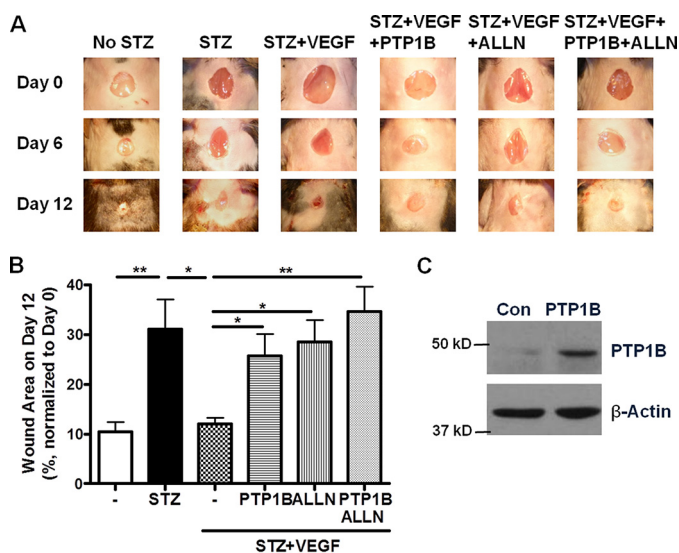 A
No STZ
STZ
STZ+VEGF
STZ+VEGF
+PTP1B
STZ+VEGF
+ALLN
STZ+VEGF+
PTP1B+ALLN
Day 0
Day 6
Day 12
B
Wound Area on Day 12
(%, normalized to Day 0)
40
30
20
10
0
**
*
**
*
*
-
STZ
-
PTP1B
ALLN
PTP1B
ALLN
STZ+VEGF
C
Con
PTP1B
50 kD
PTP1B
β-Actin
37 kD